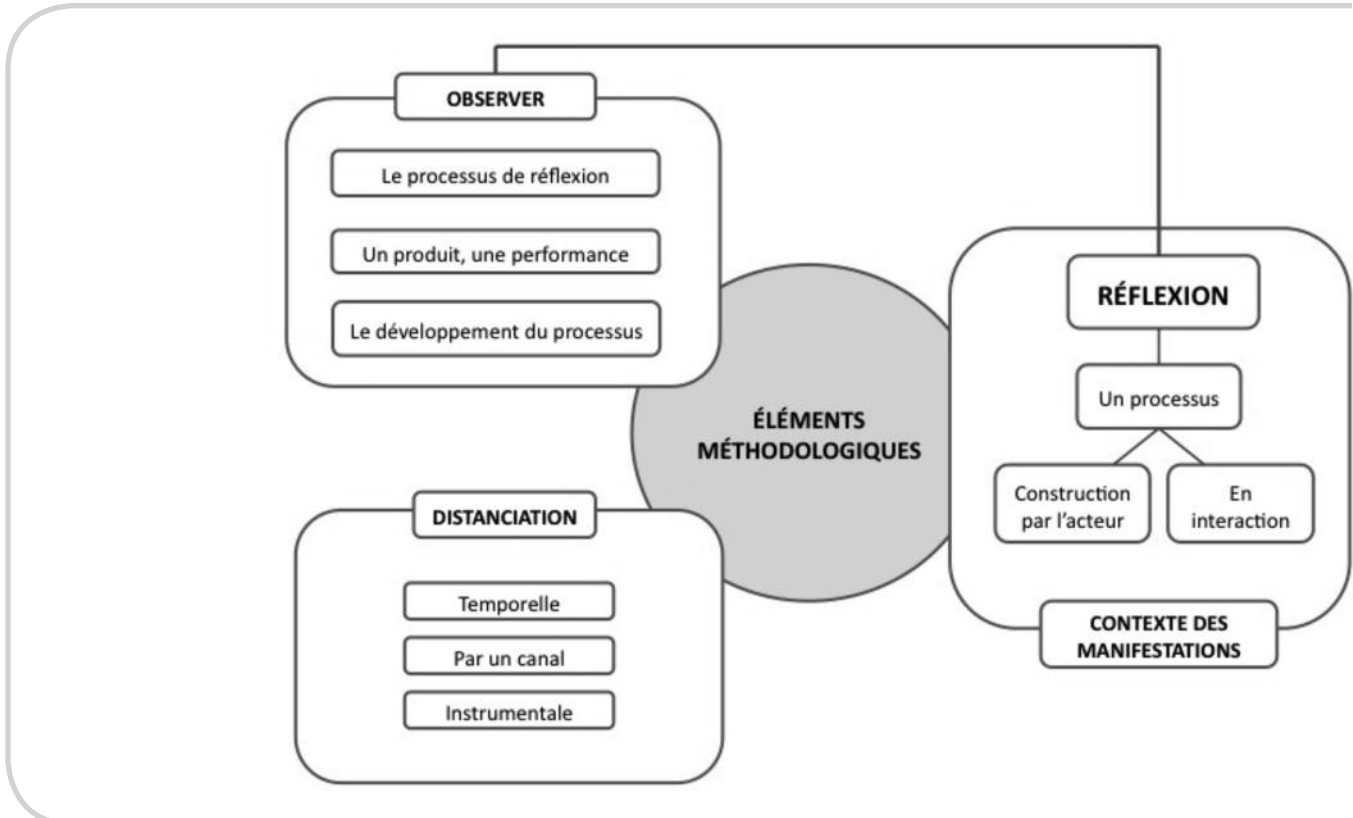 OBSERVER
Le processus de réflexion
Un produit, une performance
Le développement du processus
ÉLÉMENTS
MÉTHODOLOGIQUES
DISTANCIATION
Temporelle
Par un canal
Instrumentale
RÉFLEXION
Un processus
Construction
par l'acteur
En
interaction
CONTEXTE DES
MANIFESTATIONS